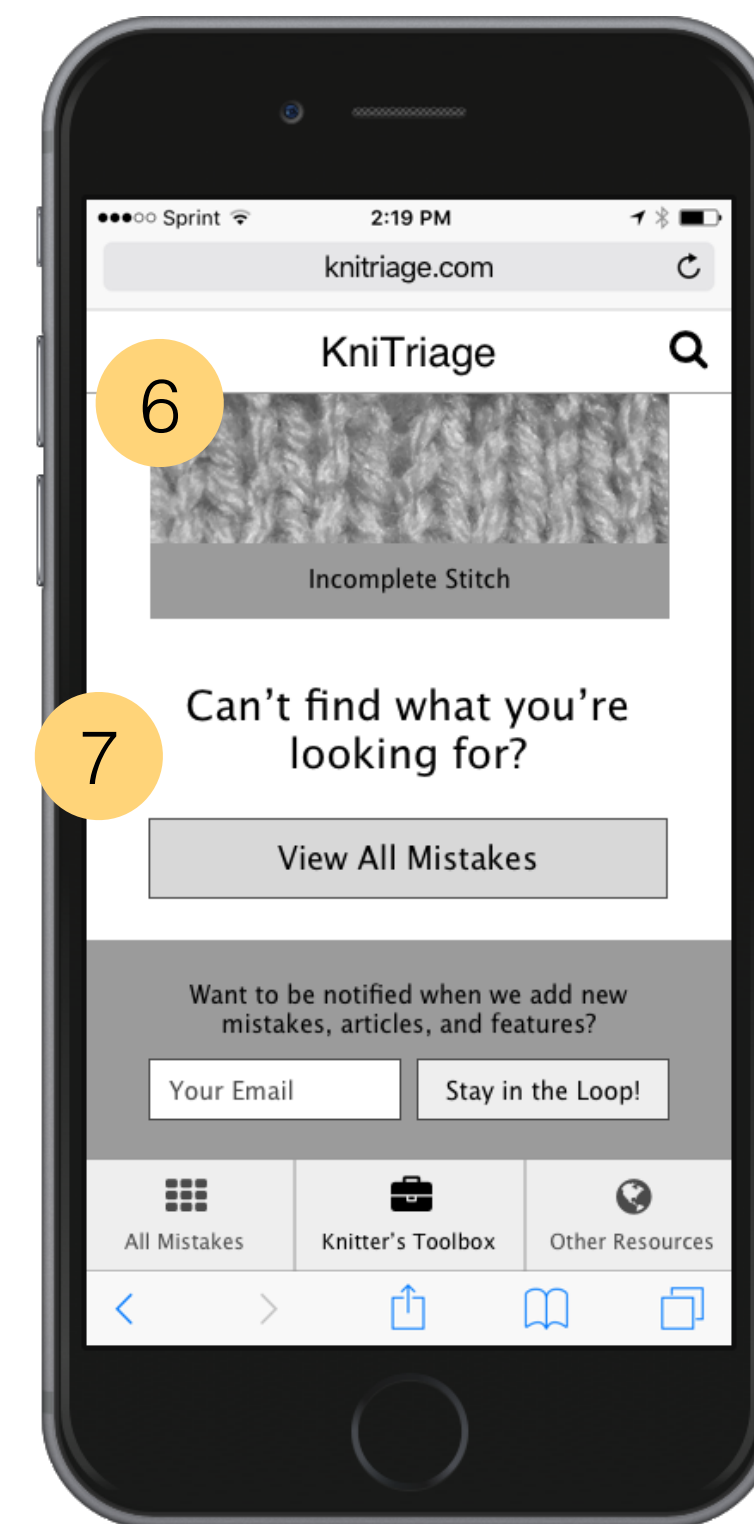 Sprint 2:19 PM
knitriage.com
KniTriage
6
Incomplete Stitch
Can’t find what you’re
looking for?
7
View All Mistakes
Want to be notified when we add new
mistakes, articles, and features?
Your Email Stay in the Loop!
All Mistakes Knitter’s Toolbox Other Resources